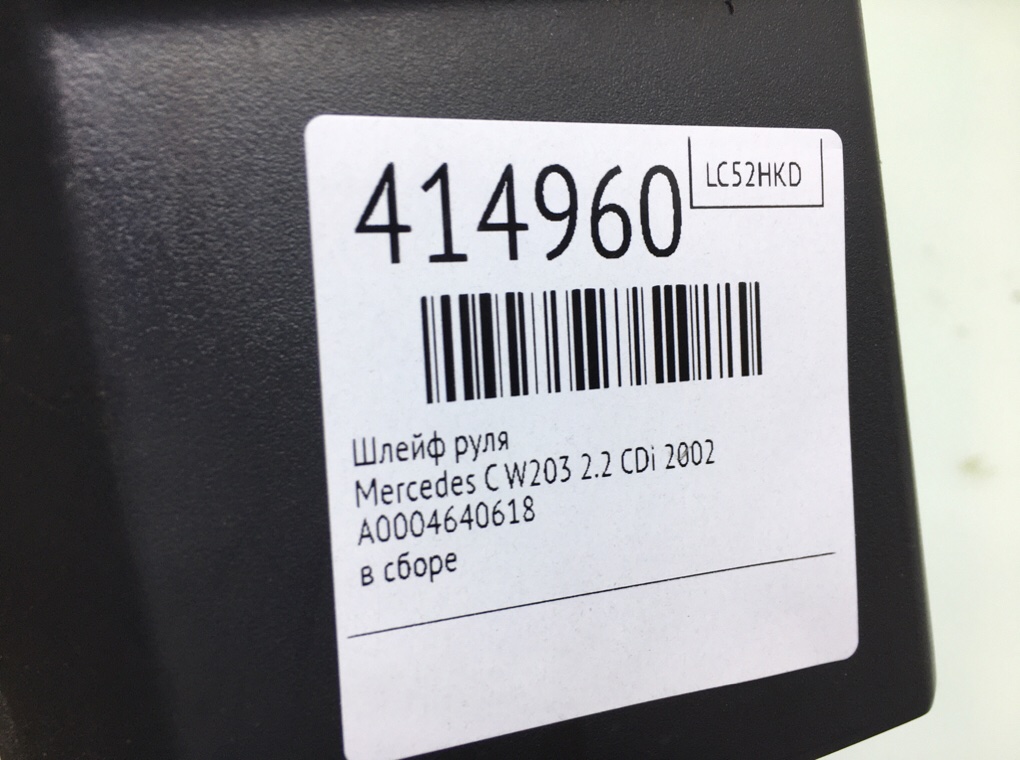 414960
LC52HKD
Шлейф руля
Mercedes C W203 2.2 CDi 2002
A0004640618
в сборе